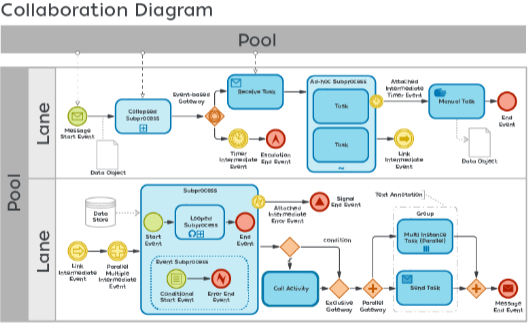 Collaboration Diagram
Pool
Pool
Lane
Message
Start Event
Collapsed
Subprocess
Data Object
Event-based
Gateway
Receive Task
Timer
Intermediate
Event
Escalation
End Event
Ad-hoc Subprocess
Task
Task
Attached
Intermediate
Timer Event
Link
Intermediate
Event
Manual Task
End
Event
Data Object
Lane
Data
Store
Link
Intermediate
Event
Parallel
Multiple
Intermediate
Event
Subprocess
Start
Event
Looped
Subprocess
End
Event
Event Subprocess
Conditional
Start Event
Error End
Event
Attached
Intermediate
Error Event
Signal
End Event
condition
Call Activity
Exclusive
Gateway
Parallel
Gateway
Text Annotation
Group
Multi Instance
Task (Parallel)
Send Task
Message
End Event